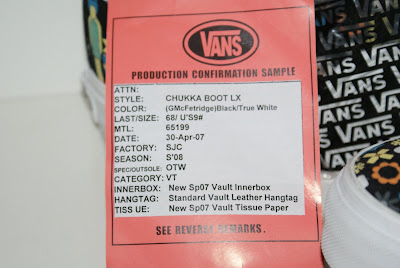 VANS
PRODUCTION CONFIRMATION SAMPLE
ATTN:
STYLE: CHUKKA BOOT LX
COLOR: (GMcFetridge)Black/True White
LAST/SIZE: 68/ U'S9#
MTL: 65199
DATE: 30-Apr-07
FACTORY: SJC
SEASON: S'08
SPEC/OUTSOLE: OTW
CATEGORY: VT
INNERBOX: New Sp07 Vault Innerbox
HANGTAG: Standard Vault Leather Hangtag
TISS UE: New Sp07 Vault Tissue Paper
SEE REVERSE REMARKS.
VANS
VANS
VANS
VANS